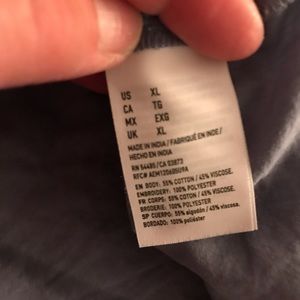 US XL
CA TG
MX EXG
UK XL
MADE IN INDIA / FABRIQUÉ EN INDE/
HECHO EN INDIA
RN 54485 / CA 03873
RFC# AEM1206805U9A
EN BODY: 55% COTTON / 45% VISCOSE.
EMBROIDERY: 100% POLYESTER
FR CORPS: 55% COTON / 45% VISCOSE.
BRODERIE: 100% POLYESTER
SP CUERPO: 55% algodón / 45% viscosa.
BORDADO: 100% poliéster